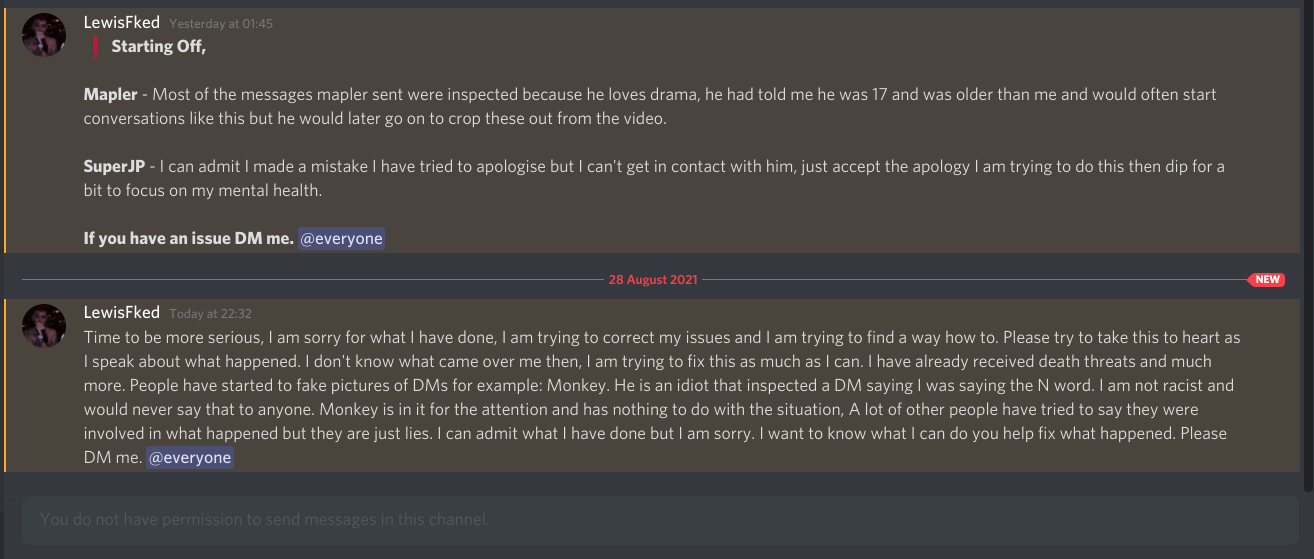 LewisFked Yesterday at 01:45
❗ Starting Off,
Mapler - Most of the messages mapler sent were inspected because he loves drama, he had told me he was 17 and was older than me and would often start
conversations like this but he would later go on to crop these out from the video.
SuperJP - I can admit I made a mistake I have tried to apologise but I can't get in contact with him, just accept the apology I am trying to do this then dip for a
bit to focus on my mental health.
If you have an issue DM me. @everyone
28 August 2021 NEW
LewisFked Today at 22:32
Time to be more serious, I am sorry for what I have done, I am trying to correct my issues and I am trying to find a way how to. Please try to take this to heart as
I speak about what happened. I don't know what came over me then, I am trying to fix this as much as I can. I have already received death threats and much
more. People have started to fake pictures of DMs for example: Monkey. He is an idiot that inspected a DM saying I was saying the N word. I am not racist and
would never say that to anyone. Monkey is in it for the attention and has nothing to do with the situation, A lot of other people have tried to say they were
involved in what happened but they are just lies. I can admit what I have done but I am sorry. I want to know what I can do you help fix what happened. Please
DM me. @everyone
You do not have permission to send messages in this channel.